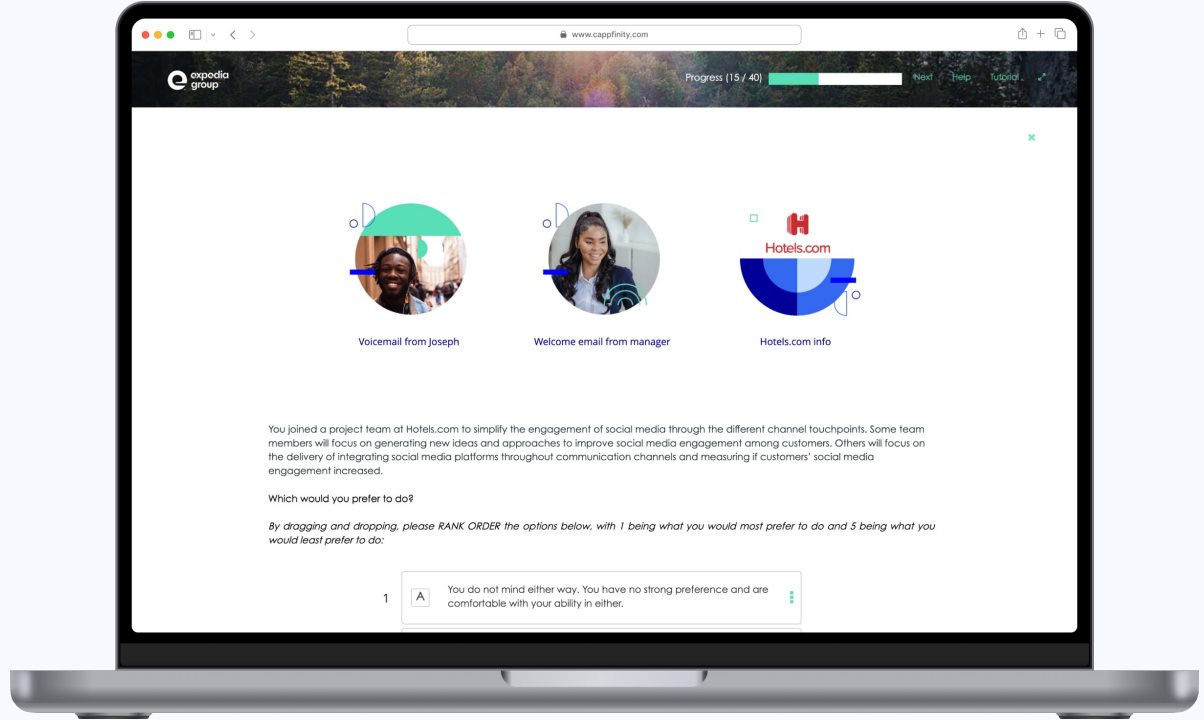 www.cappfinity.com
expedia
group
Progress (15 / 40)
Next
Help
Tutorial
Hotels.com
Voicemail from Joseph
Welcome email from manager
Hotels.com info
You joined a project team at Hotels.com to simplify the engagement of social media through the different channel touchpoints. Some team
members will focus on generating new ideas and approaches to improve social media engagement among customers. Others will focus on
the delivery of integrating social media platforms throughout communication channels and measuring if customers' social media
engagement increased.
Which would you prefer to do?
By dragging and dropping, please RANK ORDER the options below, with 1 being what you would most prefer to do and 5 being what you
would least prefer to do:
1
A
You do not mind either way. You have no strong preference and are
comfortable with your ability in either.